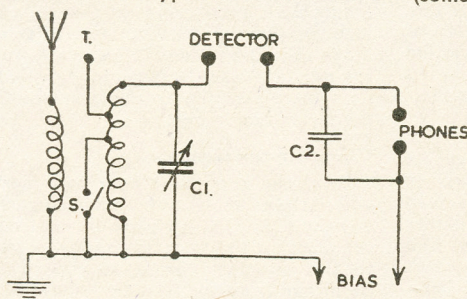 T.
DETECTOR
C2.
PHONES
C1.
S.
BIAS